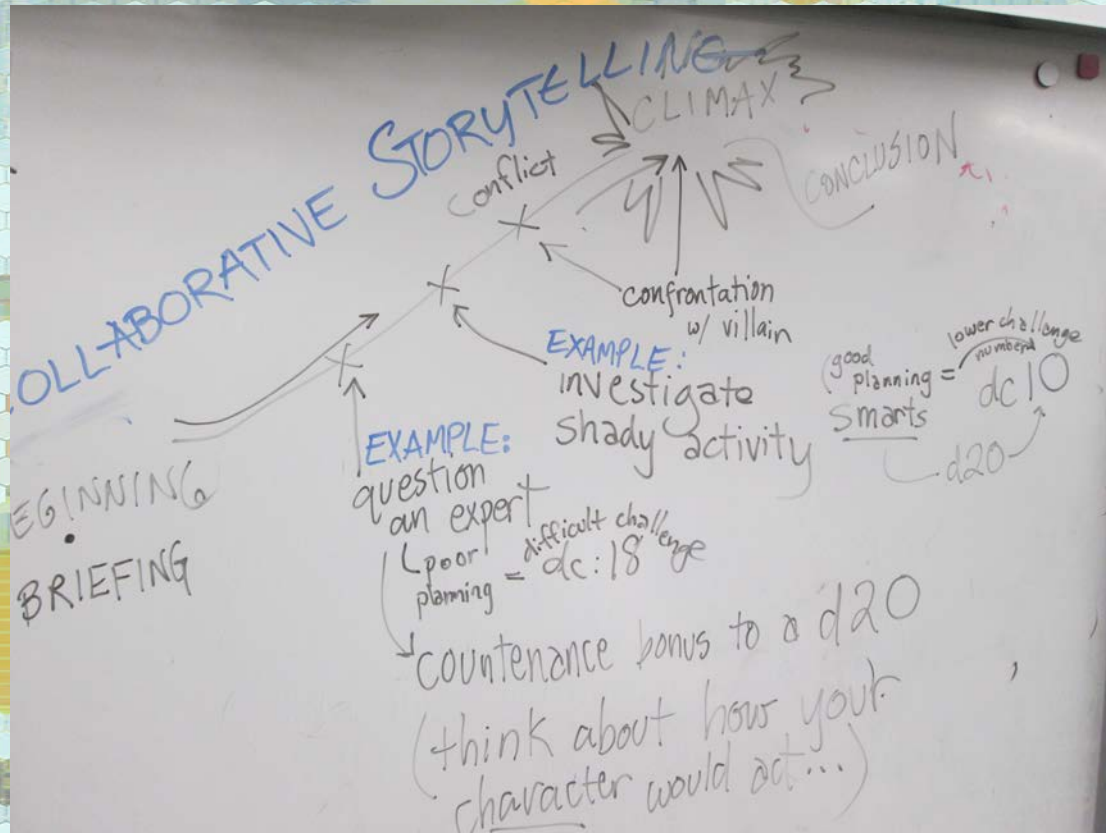 OLLABORATIVE STORYTELLING
CLIMAX
CONCLUSION
Conflict
confrontation
w/ villain
EXAMPLE:
investigate
shady activity
lower challenge
number
(good
planning =
dc 10
smarts
d20
EXAMPLE:
question
an expert
(poor
planning =
difficult challenge
dc: 18
EGINNING
BRIEFING
countenance bonus to a d20
(think about how your
character would act...)